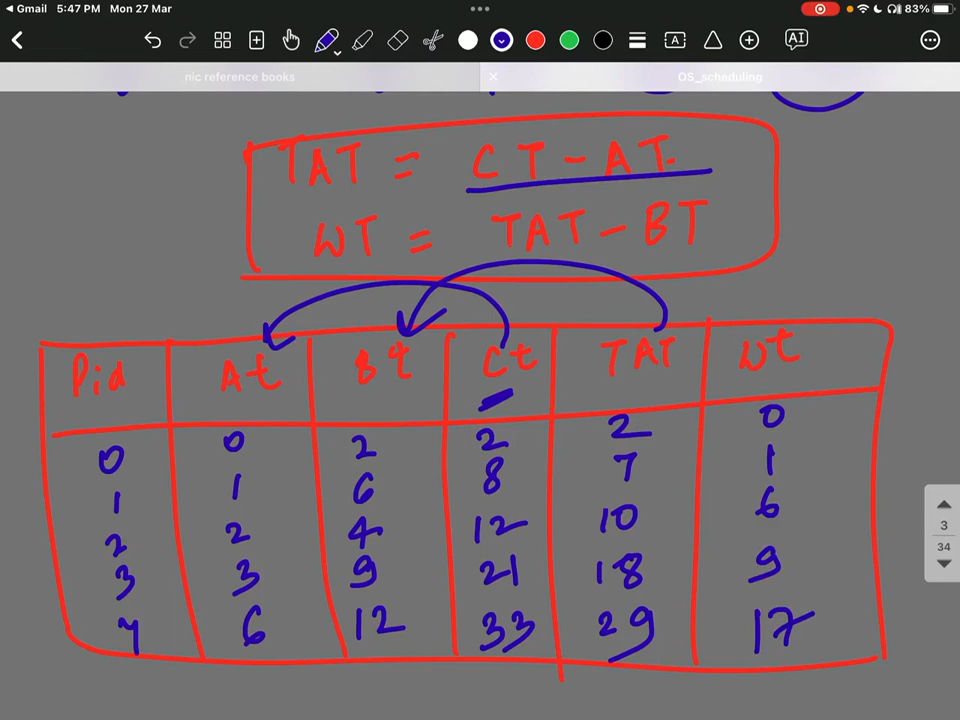 Gmail 5:47 PM Mon 27 Mar 83%
AI
nic reference books OS_scheduling
TAT = CT - AT
WT = TAT - BT
Pid At Bt Ct TAT Wt
0 0 2 2 2 0
1 1 6 8 7 1
2 2 4 12 10 6
3 3 9 21 18 9
4 6 12 33 29 17
3
34